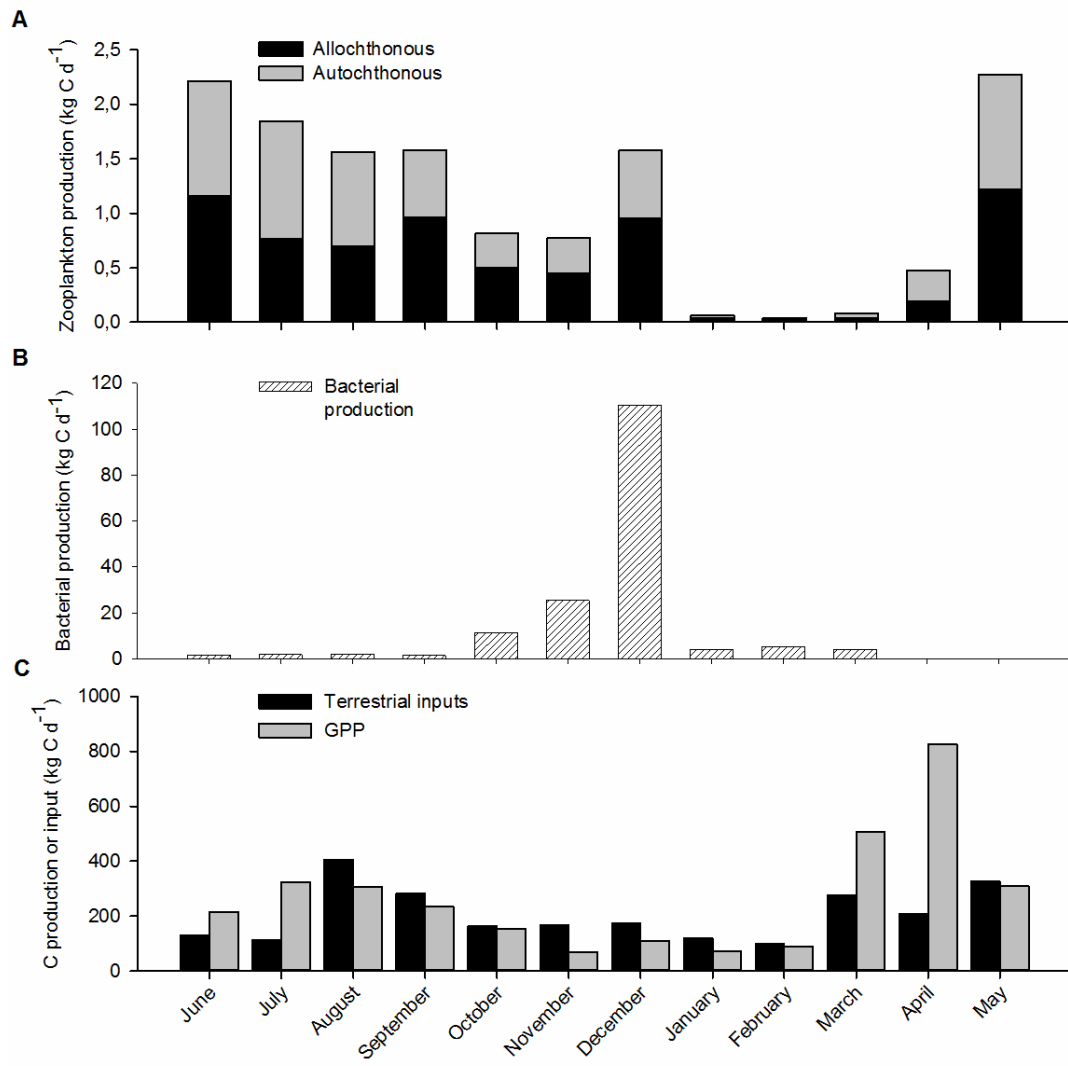 A
Zooplankton production (kg C d-1)
Allochthonous
Autochthonous
2,5
2,0
1,5
1,0
0,5
0,0
B
Bacterial production (kg C d-1)
Bacterial
production
120
100
80
60
40
20
0
C
C production or input (kg C d-1)
Terrestrial inputs
GPP
1000
800
600
400
200
0
June
July
August
September
October
November
December
January
February
March
April
May